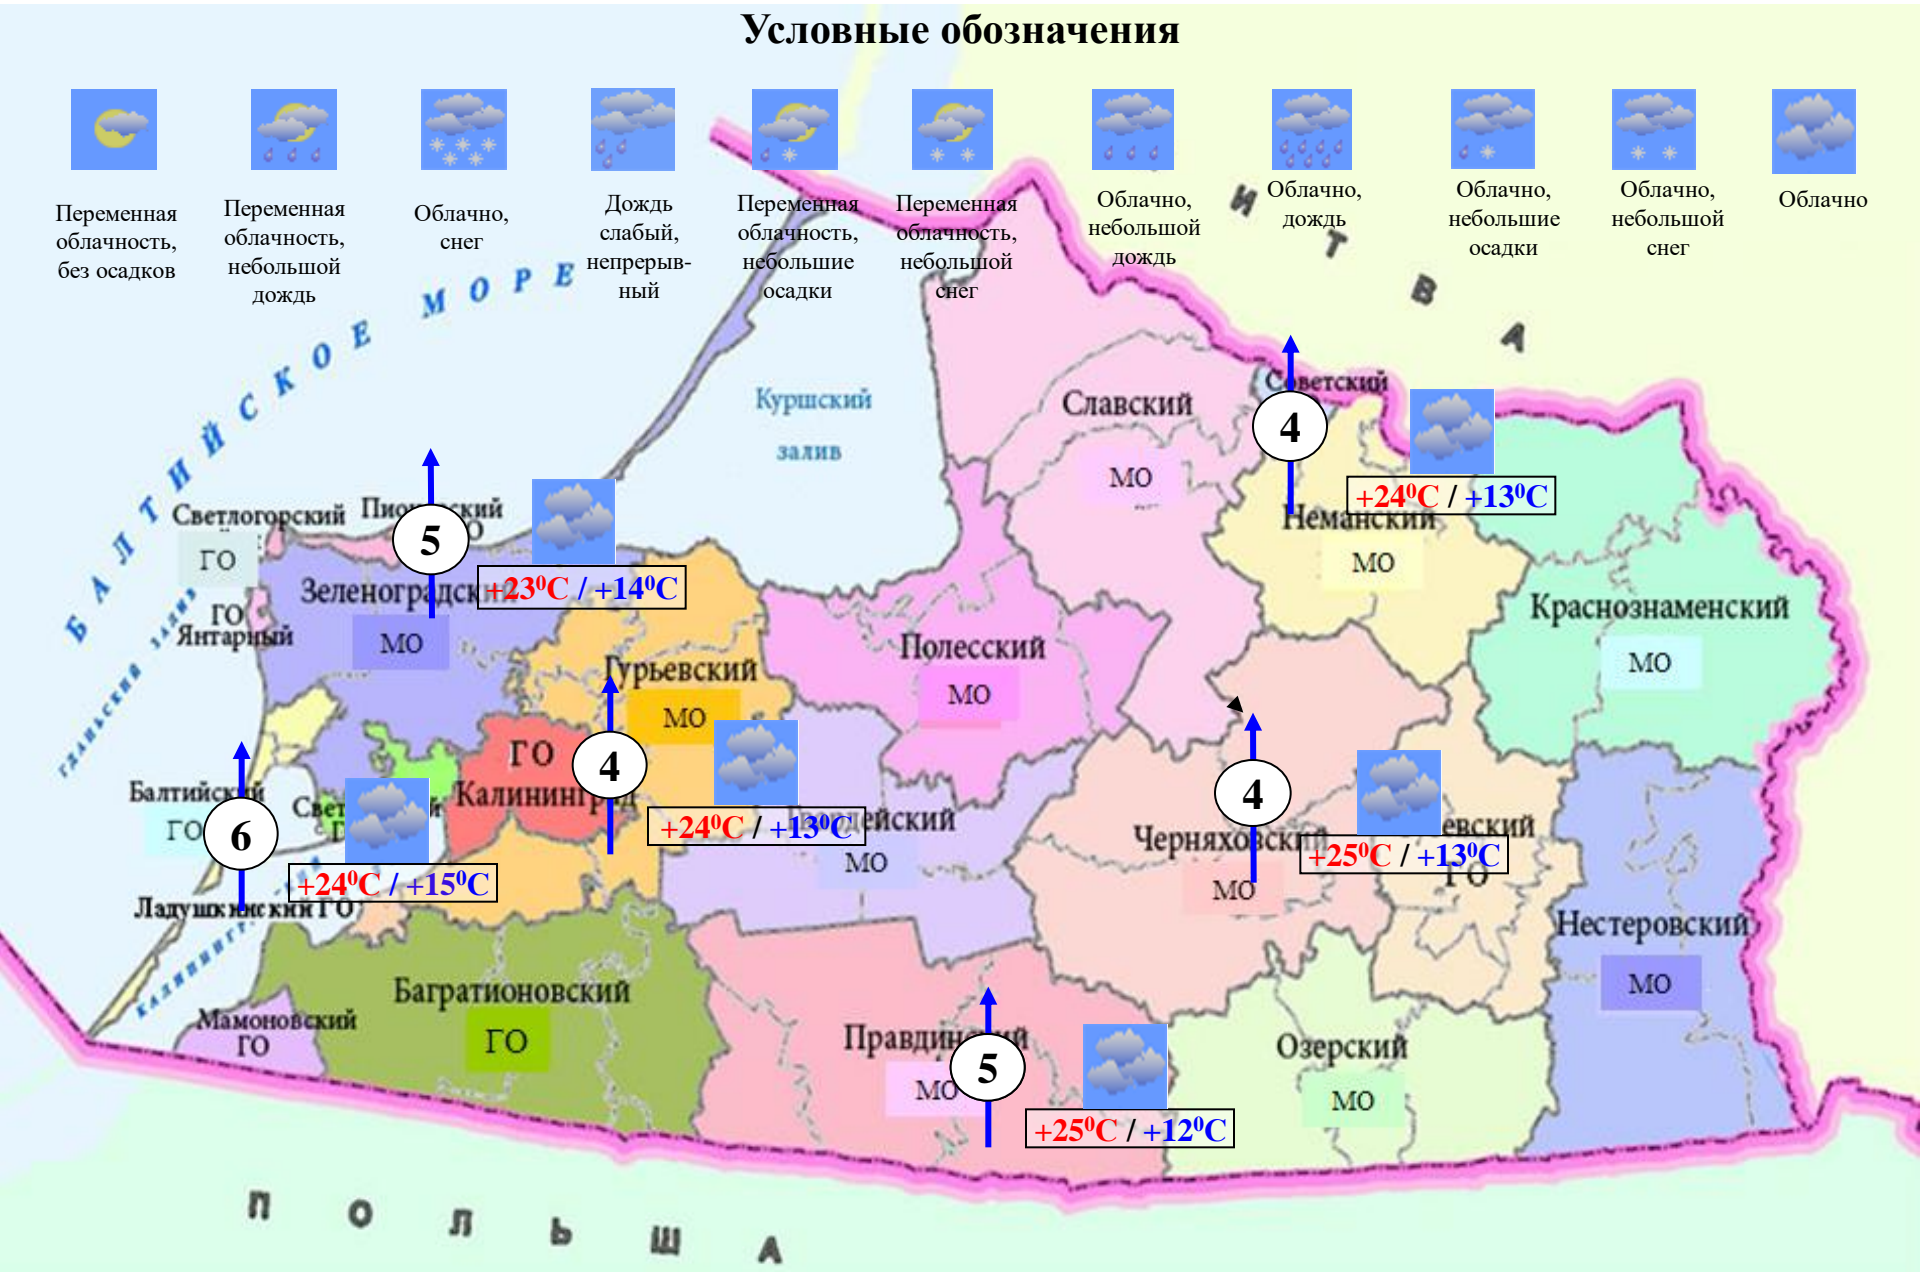 Условные обозначения
Переменная
облачность,
без осадков
Переменная
облачность,
небольшой
дождь
Облачно,
снег
Дождь
слабый,
непрерыв-
ный
Переменная
облачность,
небольшие
осадки
Переменная
облачность,
небольшой
снег
Облачно,
небольшой
дождь
Облачно,
дождь
Облачно,
небольшие
осадки
Облачно,
небольшой
снег
Облачно
ИТВА
БАЛТИЙСКОЕ МОРЕ
Куршский
залив
Славский
МО
Советский
4
+24⁰С / +13⁰С
Неманский
МО
Светлогорский
ГО
5
+23⁰С / +14⁰С
Зеленоградский
МО
ГО
Янтарный
Краснознаменский
МО
Полесский
МО
Гурьевский
МО
4
+24⁰С / +13⁰С
ГО
Калининград
МО
Балтийский
ГО
6
+24⁰С / +15⁰С
Ладушкинский ГО
4
Черняховский
МО
+25⁰С / +13⁰С
ГО
Нестеровский
МО
Багратионовский
ГО
Мамоновский
ГО
Правдинский
МО
5
+25⁰С / +12⁰С
Озерский
МО
ПОЛЬША